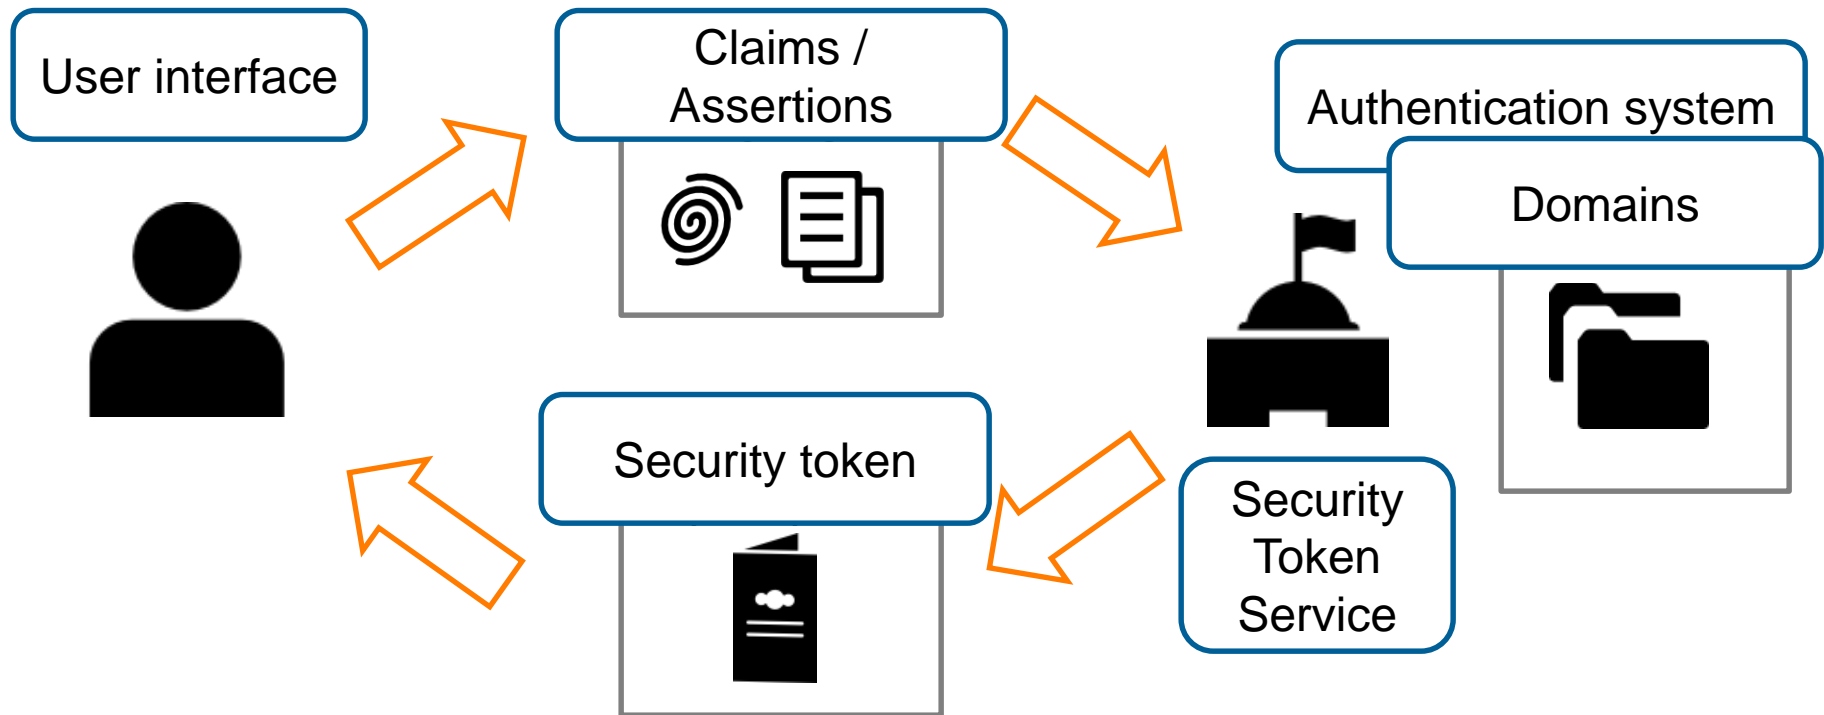 User interface
Claims /
Assertions
Authentication system
Domains
Security token
Security
Token
Service